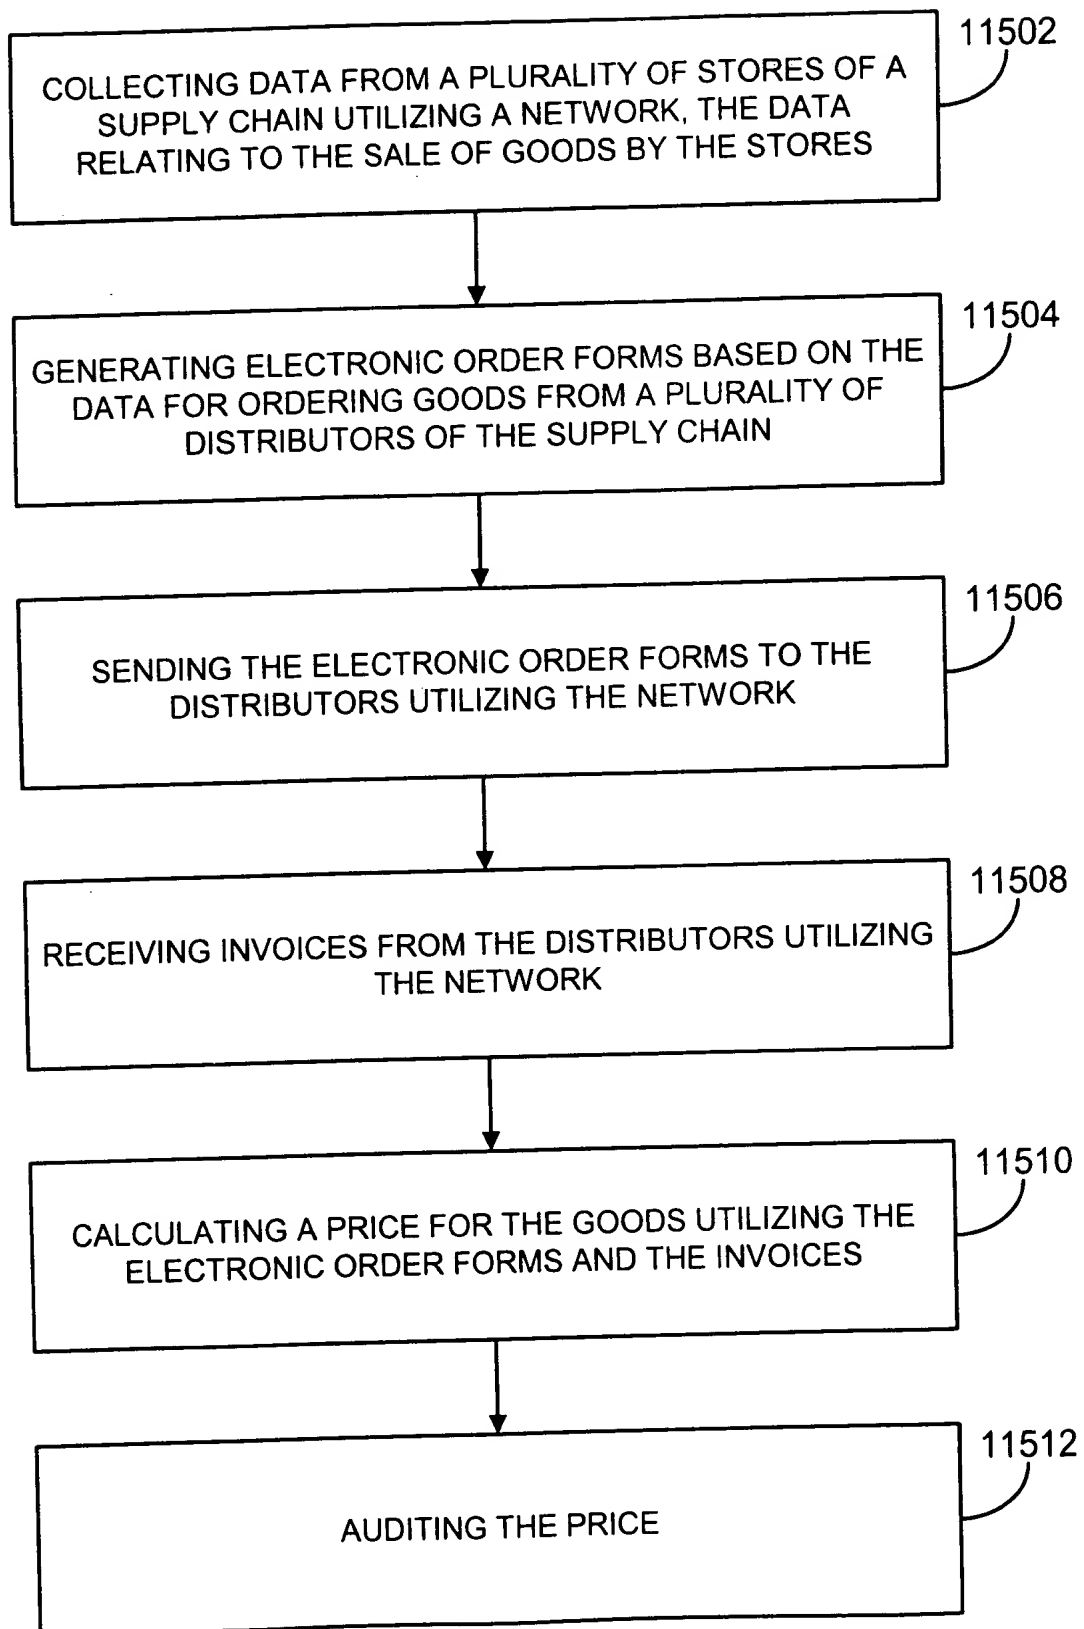 11502
COLLECTING DATA FROM A PLURALITY OF STORES OF A
SUPPLY CHAIN UTILIZING A NETWORK, THE DATA
RELATING TO THE SALE OF GOODS BY THE STORES
11504
GENERATING ELECTRONIC ORDER FORMS BASED ON THE
DATA FOR ORDERING GOODS FROM A PLURALITY OF
DISTRIBUTORS OF THE SUPPLY CHAIN
11506
SENDING THE ELECTRONIC ORDER FORMS TO THE
DISTRIBUTORS UTILIZING THE NETWORK
11508
RECEIVING INVOICES FROM THE DISTRIBUTORS UTILIZING
THE NETWORK
11510
CALCULATING A PRICE FOR THE GOODS UTILIZING THE
ELECTRONIC ORDER FORMS AND THE INVOICES
11512
AUDITING THE PRICE